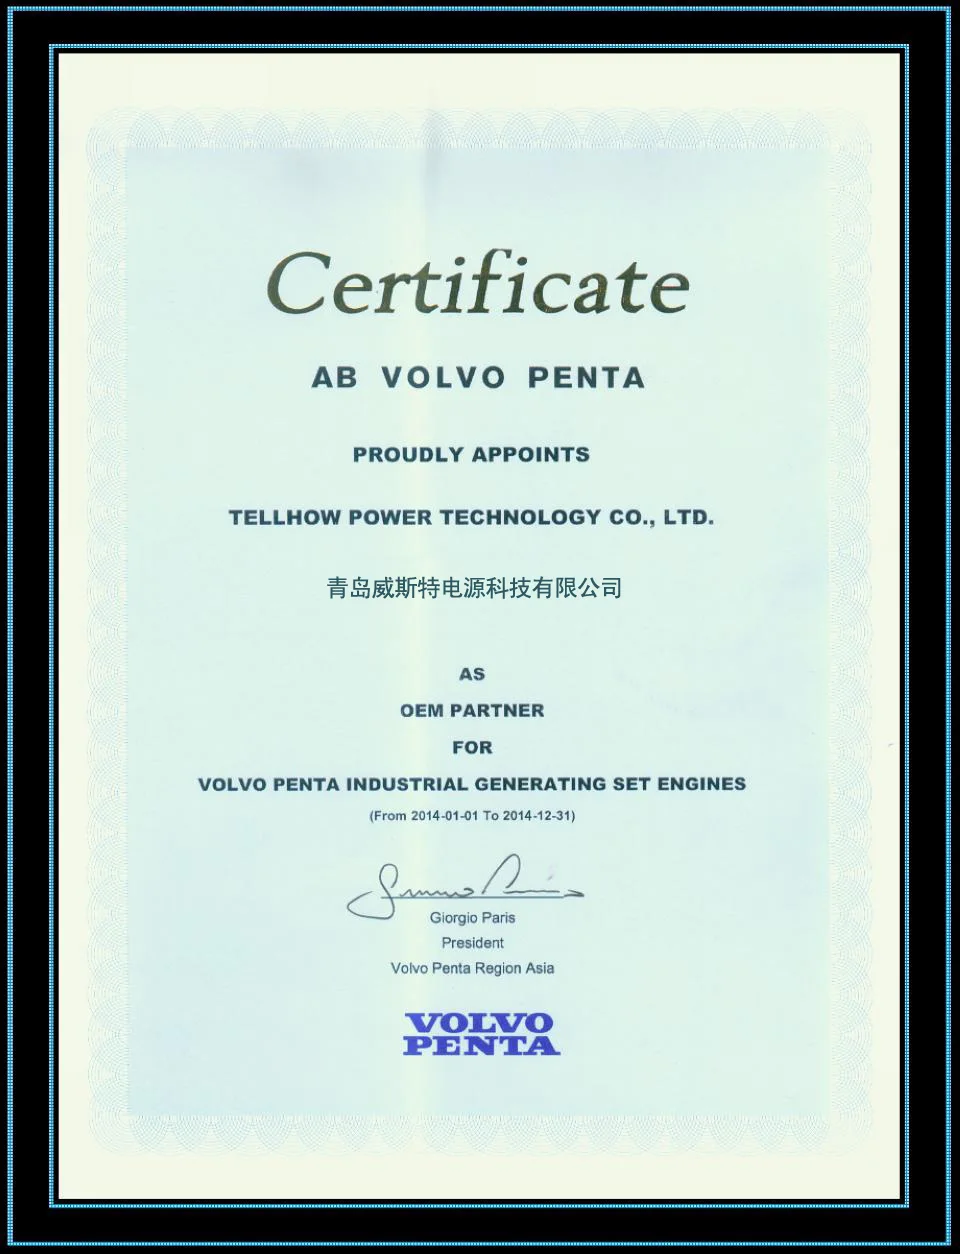 Certificate
AB VOLVO PENTA
PROUDLY APPOINTS
TELLHOW POWER TECHNOLOGY CO., LTD.
青岛威斯特电源科技有限公司
AS
OEM PARTNER
FOR
VOLVO PENTA INDUSTRIAL GENERATING SET ENGINES
(From 2014-01-01 To 2014-12-31)
Giorgio Paris
President
Volvo Penta Region Asia
VOLVO
PENTA